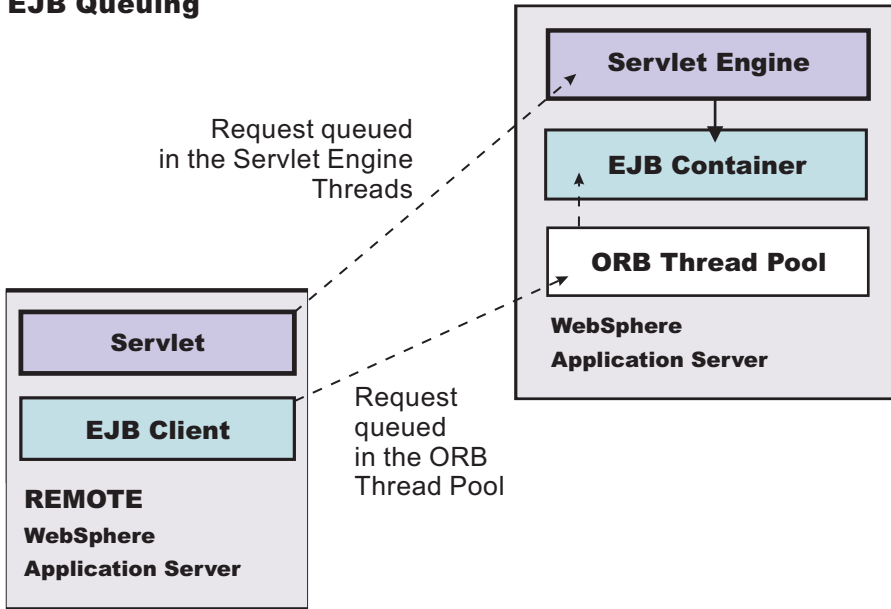 EJB Queuing
Servlet Engine
Request queued
in the Servlet Engine
Threads
EJB Container
ORB Thread Pool
WebSphere
Application Server
Servlet
EJB Client
Request
queued
in the ORB
Thread Pool
REMOTE
WebSphere
Application Server